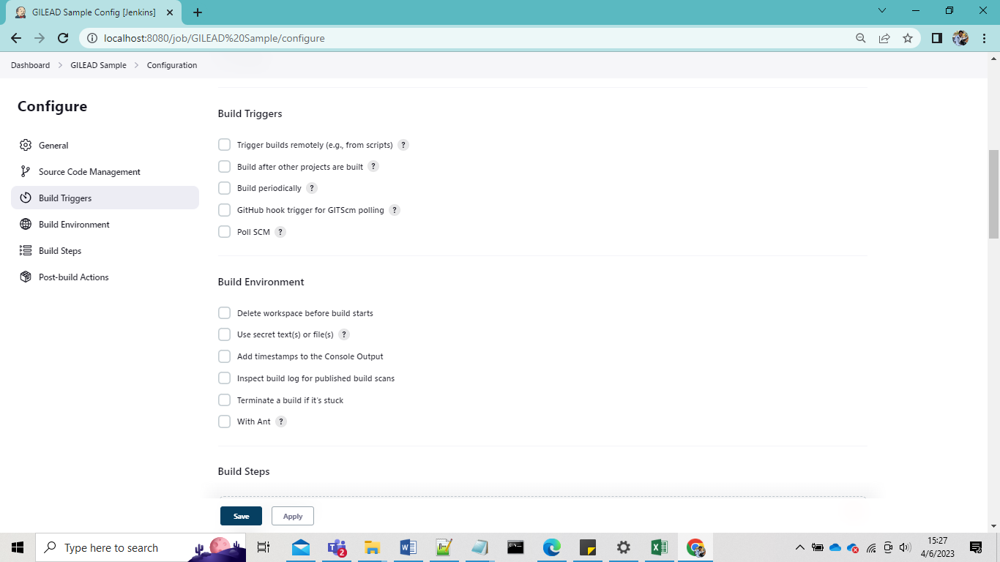 GILEAD Sample Config [Jenkins]
localhost:8080/job/GILEAD%20Sample/configure
Dashboard > GILEAD Sample > Configuration
Configure
General
Source Code Management
Build Triggers
Build Environment
Build Steps
Post-build Actions
Build Triggers
Trigger builds remotely (e.g., from scripts) ?
Build after other projects are built ?
Build periodically ?
GitHub hook trigger for GITScm polling ?
Poll SCM ?
Build Environment
Delete workspace before build starts
Use secret text(s) or file(s) ?
Add timestamps to the Console Output
Inspect build log for published build scans
Terminate a build if it's stuck
With Ant ?
Build Steps
Save Apply
Type here to search
2
15:27
4/6/2023